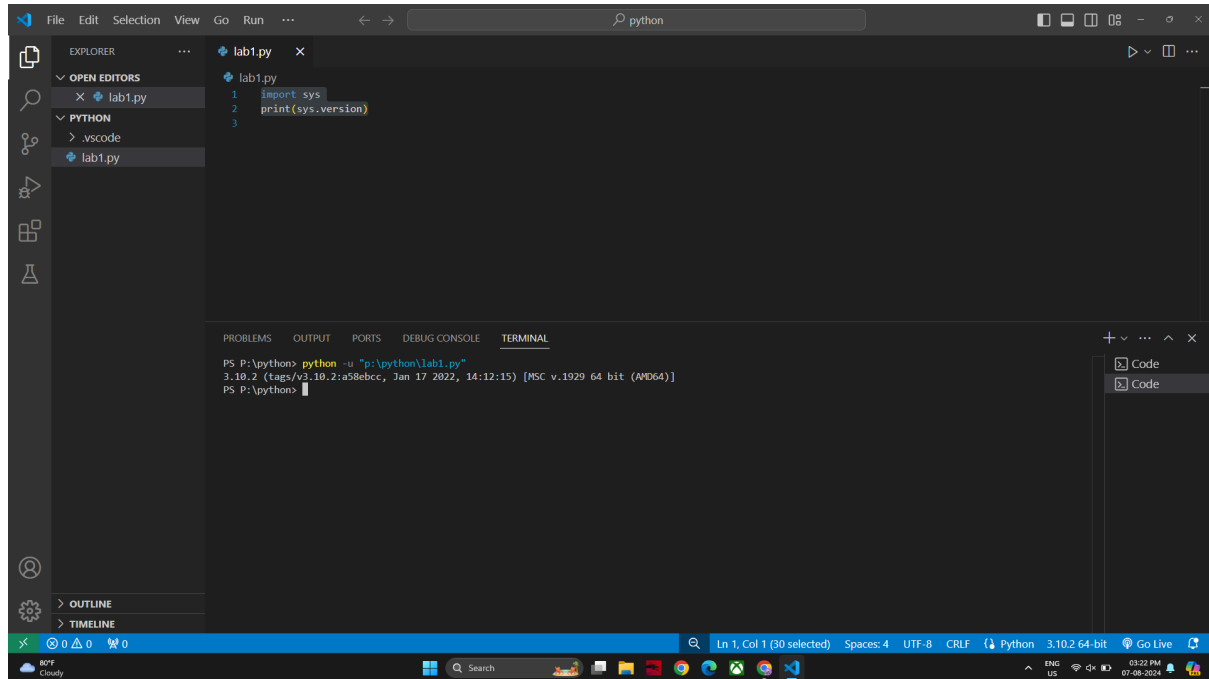 File Edit Selection View Go Run ··· python
EXPLORER ···
OPEN EDITORS
lab1.py
PYTHON
.vscode
lab1.py
OUTLINE
TIMELINE
lab1.py
lab1.py
1 import sys
2 print(sys.version)
3
PROBLEMS OUTPUT PORTS DEBUG CONSOLE TERMINAL
PS P:\python> python -u "p:\python\lab1.py"
3.10.2 (tags/v3.10.2:a58ebcc, Jan 17 2022, 14:12:15) [MSC v.1929 64 bit (AMD64)]
PS P:\python>
Code
Code
0 0 0 Ln 1, Col 1 (30 selected) Spaces: 4 UTF-8 CRLF Python 3.10.2 64-bit Go Live
80°F
Cloudy
Search
ENG
US
03:22 PM
07-08-2024